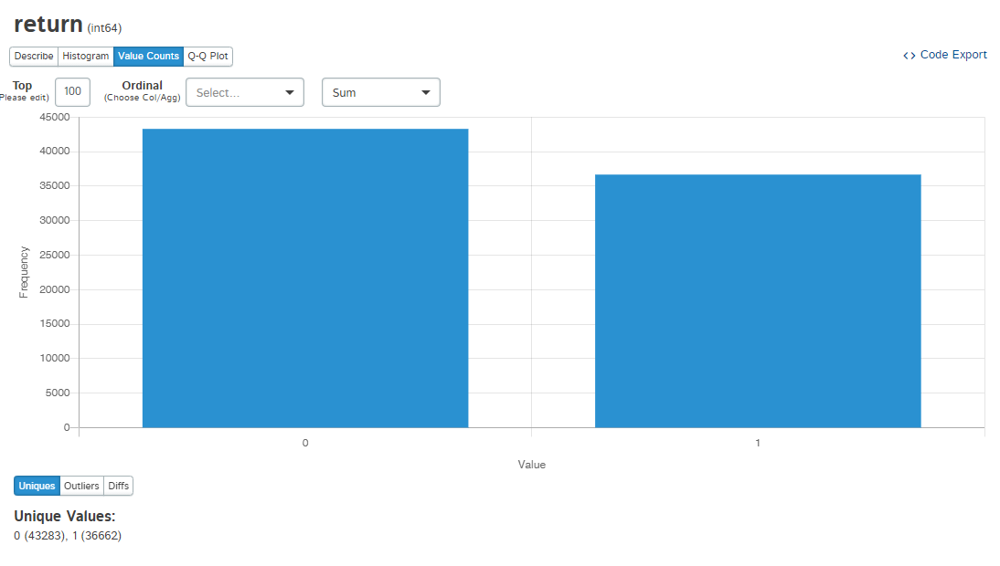 return (int64)
Describe Histogram Value Counts Q-Q Plot
<> Code Export
Top
Please edit)
100
Ordinal
(Choose Col/Agg)
Select...
Sum
45000
40000
35000
30000
25000
20000
15000
10000
5000
0
Frequency
0 1
Value
Uniques Outliers Diffs
Unique Values:
0 (43283), 1 (36662)